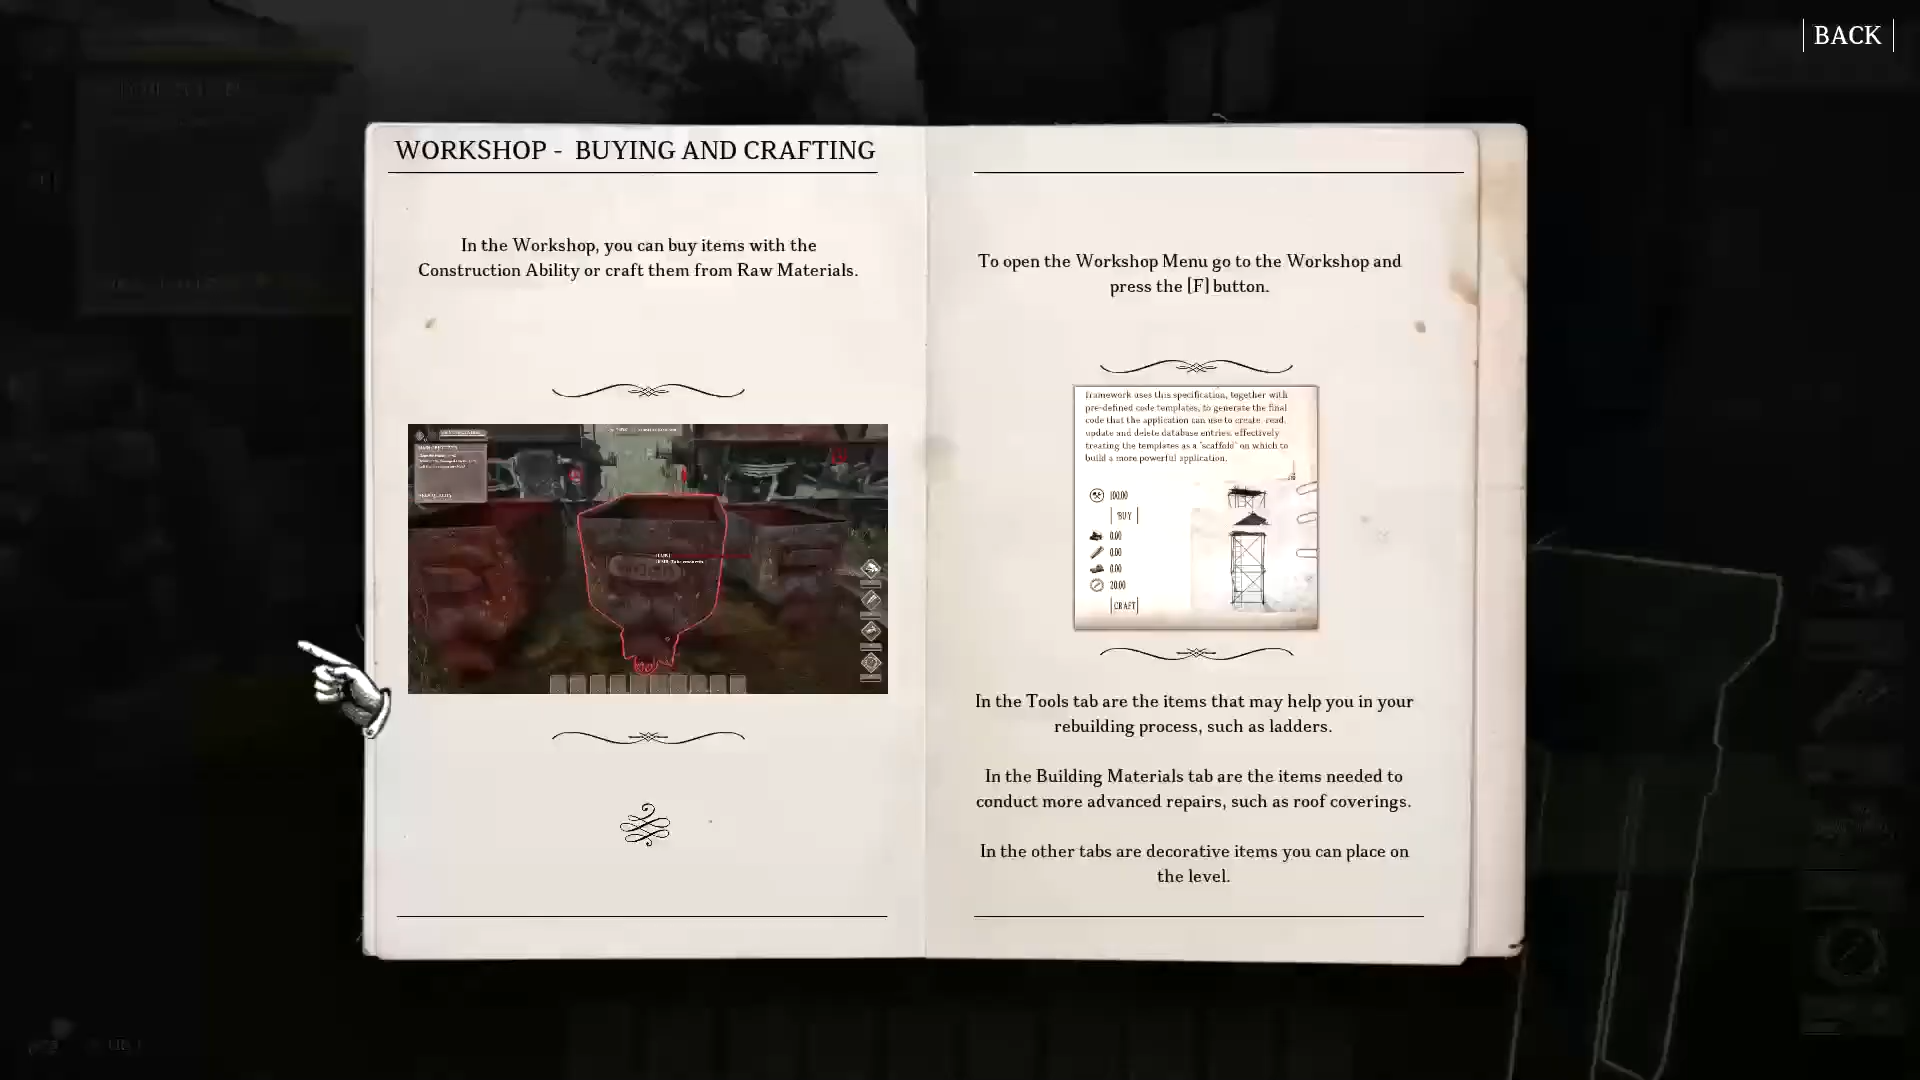 BACK
WORKSHOP - BUYING AND CRAFTING
In the Workshop, you can buy items with the
Construction Ability or craft them from Raw Materials.
To open the Workshop Menu go to the Workshop and
press the [F] button.
framework uses this specification, together with
pre-defined code templates, to generate the final
code that the application can use to create, read,
update and delete database entries, effectively
treating the templates as a "scaffold" on which to
build a more powerful application.
100.00
BUY
0.00
0.00
0.00
20.00
CRAFT
In the Tools tab are the items that may help you in your
rebuilding process, such as ladders.
In the Building Materials tab are the items needed to
conduct more advanced repairs, such as roof coverings.
In the other tabs are decorative items you can place on
the level.